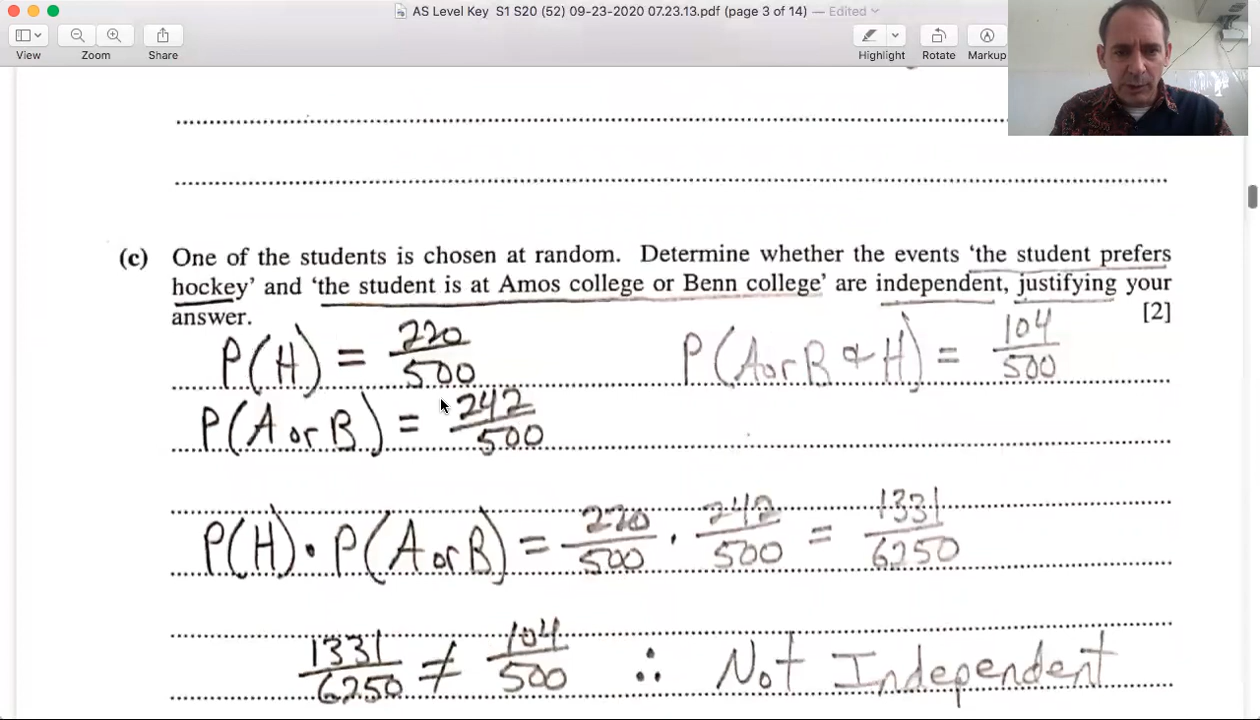 AS Level Key S1 S20 (52) 09-23-2020 07.23.13.pdf (page 3 of 14) — Edited
View Zoom Share Highlight Rotate Markup
(c) One of the students is chosen at random. Determine whether the events ‘the student prefers
hockey’ and ‘the student is at Amos college or Benn college’ are independent, justifying your
answer. [2]
P(H) = 220/500 P(A or B & H) = 104/500
P(A or B) = 242/500
P(H) · P(A or B) = 220/500 · 242/500 = 1331/6250
1331/6250 ≠ 104/500 ∴ Not Independent